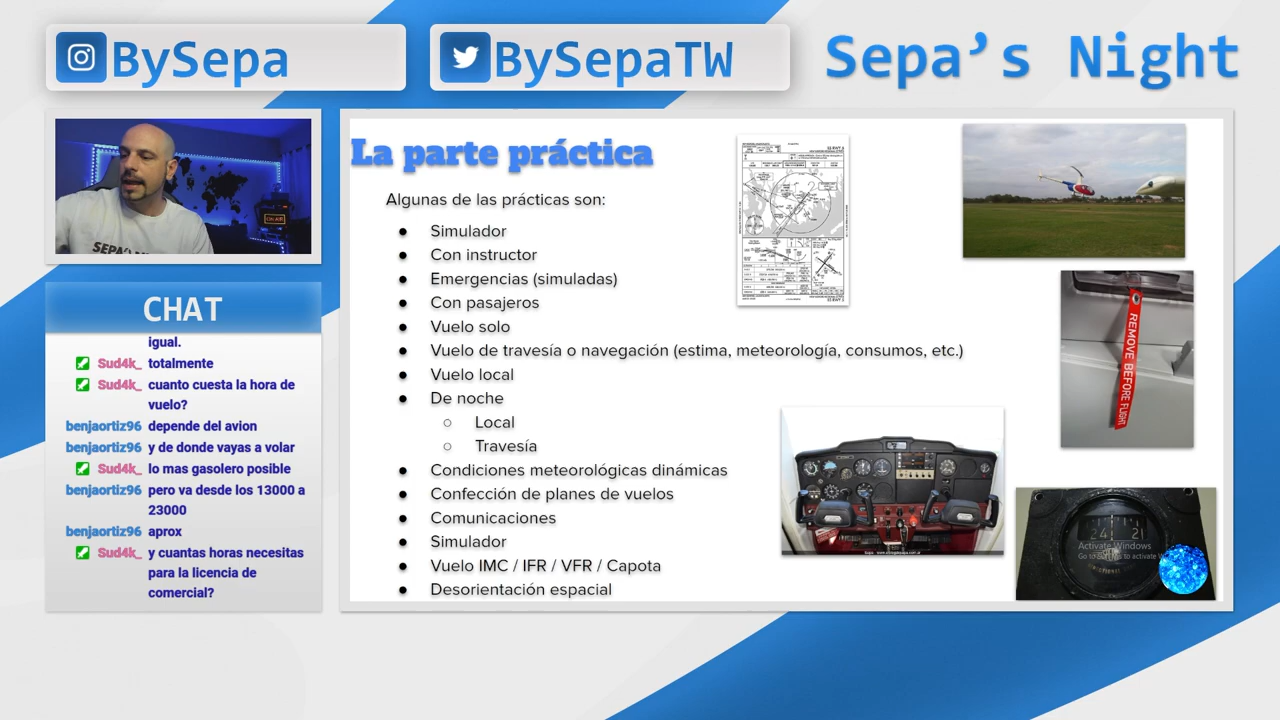 BySepa
BySepaTW
Sepa’s Night
SEPA'S
ON AIR
CHAT
igual.
Sud4k_ totalmente
Sud4k_ cuanto cuesta la hora de
vuelo?
benjaortiz96 depende del avion
benjaortiz96 y de donde vayas a volar
Sud4k_ lo mas gasolero posible
benjaortiz96 pero va desde los 13000 a
23000
benjaortiz96 aprox
Sud4k_ y cuantas horas necesitas
para la licencia de
comercial?
La parte práctica
Algunas de las prácticas son:
● Simulador
● Con instructor
● Emergencias (simuladas)
● Con pasajeros
● Vuelo solo
● Vuelo de travesía o navegación (estima, meteorología, consumos, etc.)
● Vuelo local
● De noche
○ Local
○ Travesía
● Condiciones meteorológicas dinámicas
● Confección de planes de vuelos
● Comunicaciones
● Simulador
● Vuelo IMC / IFR / VFR / Capota
● Desorientación espacial
REMOVE BEFORE FLIGHT
24 21
Activate Windows